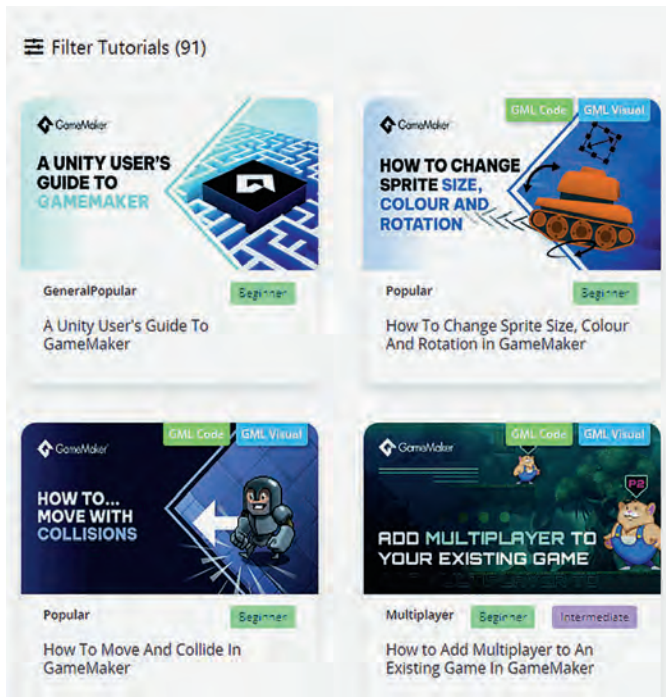 Filter Tutorials (91)
GameMaker
A UNITY USER'S
GUIDE TO
GAMEMAKER
GeneralPopular
Beginner
A Unity User's Guide To
GameMaker
GML Code
GML Visual
GameMaker
HOW TO CHANGE
SPRITE SIZE,
COLOUR AND
ROTATION
Popular
Beginner
How To Change Sprite Size, Colour
And Rotation in GameMaker
GML Code
GML Visual
GameMaker
HOW TO...
MOVE WITH
COLLISIONS
Popular
Beginner
How To Move And Collide In
GameMaker
GML Code
GML Visual
GameMaker
P2
ADD MULTIPLAYER TO
YOUR EXISTING GAME
Multiplayer
Beginner
Intermediate
How to Add Multiplayer to An
Existing Game In GameMaker